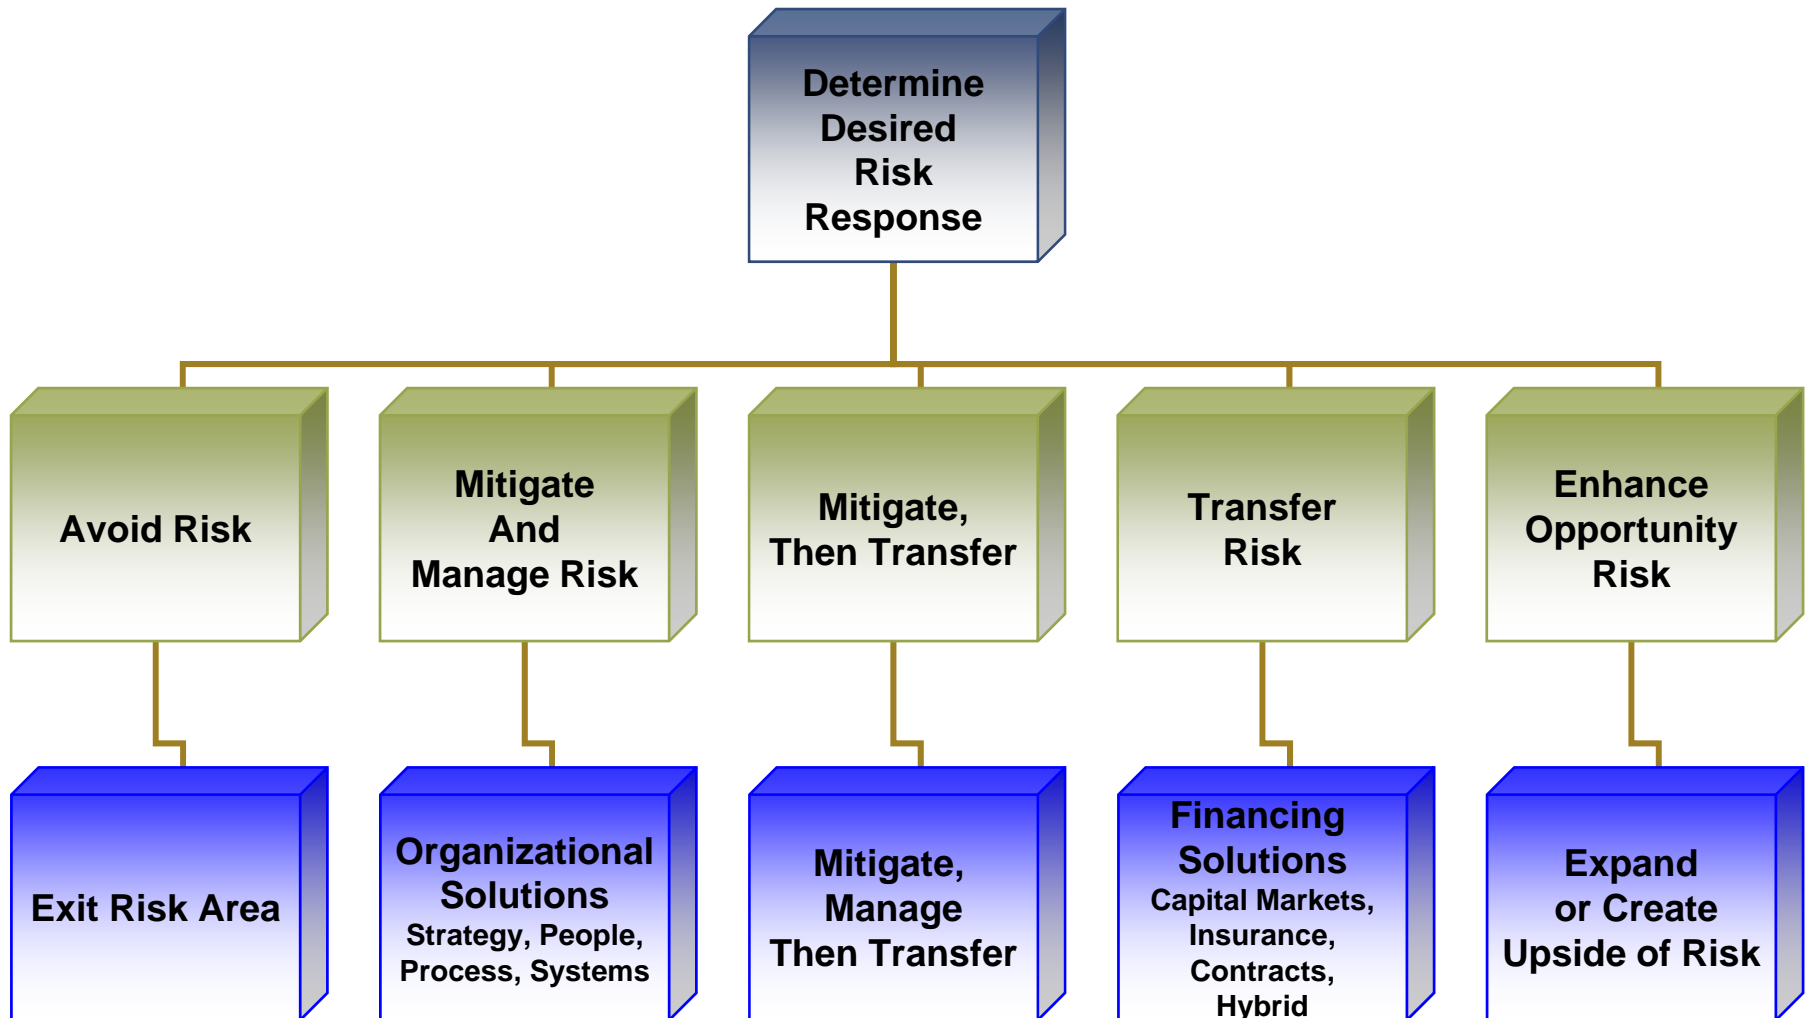 Determine
Desired
Risk
Response
Avoid Risk
Mitigate
And
Manage Risk
Mitigate,
Then Transfer
Transfer
Risk
Enhance
Opportunity
Risk
Exit Risk Area
Organizational
Solutions
Strategy, People,
Process, Systems
Mitigate,
Manage
Then Transfer
Financing
Solutions
Capital Markets,
Insurance,
Contracts,
Hybrid
Expand
or Create
Upside of Risk